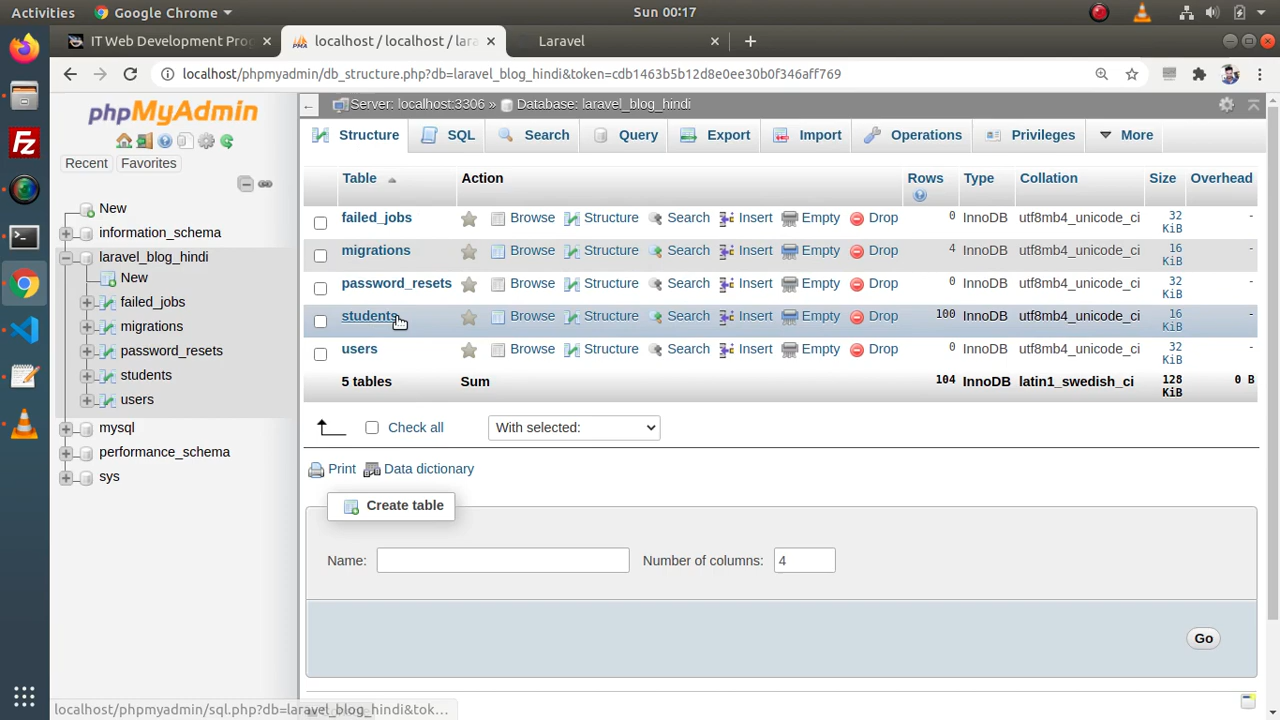 Activities Google Chrome Sun 00:17
IT Web Development Pro localhost / localhost / lara Laravel
localhost/phpmyadmin/db_structure.php?db=laravel_blog_hindi&token=cdb1463b5b12d8e0ee30b0f346aff769
phpMyAdmin
Recent Favorites
New
information_schema
laravel_blog_hindi
New
failed_jobs
migrations
password_resets
students
users
mysql
performance_schema
sys
Server: localhost:3306 » Database: laravel_blog_hindi
Structure SQL Search Query Export Import Operations Privileges More
Table Action Rows Type Collation Size Overhead
failed_jobs Browse Structure Search Insert Empty Drop 0 InnoDB utf8mb4_unicode_ci 32 KiB -
migrations Browse Structure Search Insert Empty Drop 4 InnoDB utf8mb4_unicode_ci 16 KiB -
password_resets Browse Structure Search Insert Empty Drop 0 InnoDB utf8mb4_unicode_ci 32 KiB -
students Browse Structure Search Insert Empty Drop 100 InnoDB utf8mb4_unicode_ci 16 KiB -
users Browse Structure Search Insert Empty Drop 0 InnoDB utf8mb4_unicode_ci 32 KiB -
5 tables Sum 104 InnoDB latin1_swedish_ci 128 KiB 0 B
Check all With selected:
Print Data dictionary
Create table
Name: Number of columns: 4
Go
localhost/phpmyadmin/sql.php?db=laravel_blog_hindi&tok...